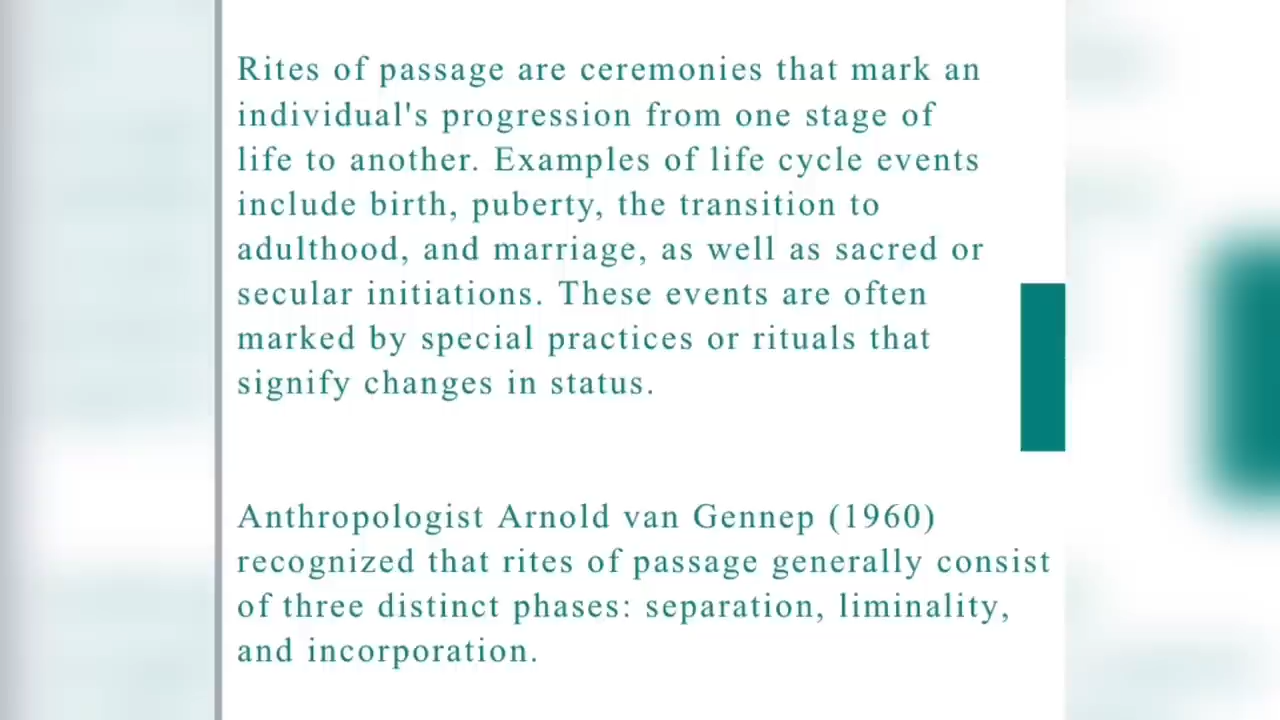 Rites of passage are ceremonies that mark an
individual's progression from one stage of
life to another. Examples of life cycle events
include birth, puberty, the transition to
adulthood, and marriage, as well as sacred or
secular initiations. These events are often
marked by special practices or rituals that
signify changes in status.
Anthropologist Arnold van Gennep (1960)
recognized that rites of passage generally consist
of three distinct phases: separation, liminality,
and incorporation.